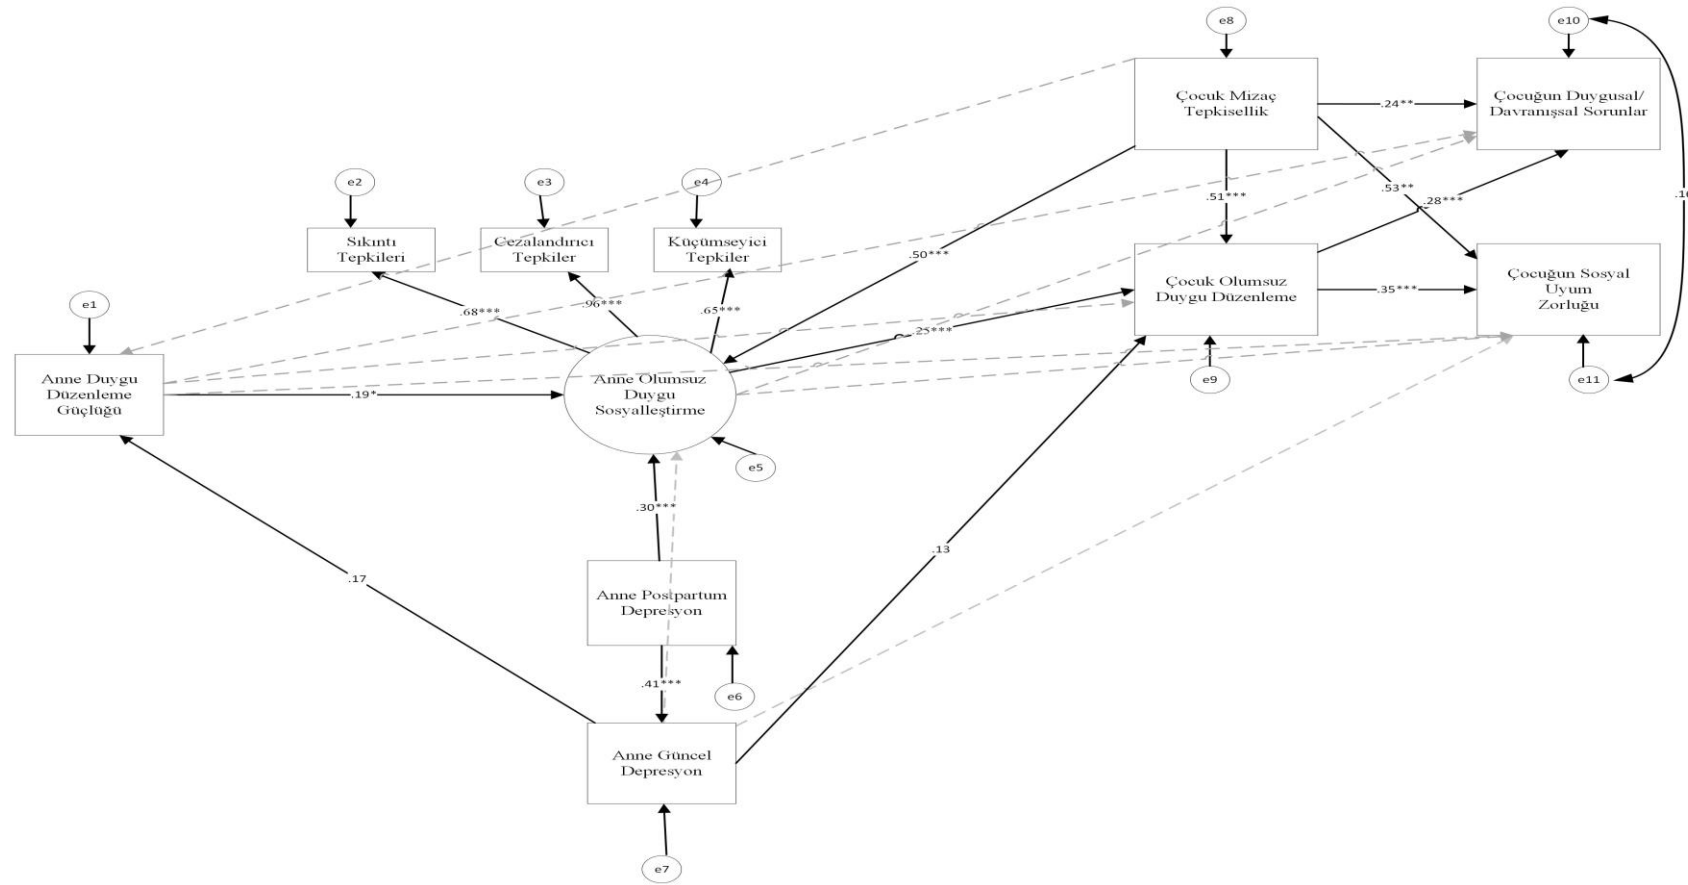 e8
e10
Çocuk Mizaç
Tepkisellik
.24**
Çocuğun Duygusal/
Davranışsal Sorunlar
e2
e3
e4
.51***
.53**
.28***
Sıkıntı
Tepkileri
Cezalandırıcı
Tepkiler
Küçümseyici
Tepkiler
.50***
Çocuk Olumsuz
Duygu Düzenleme
.35***
Çocuğun Sosyal
Uyum
Zorluğu
e1
.68***
.96***
.65***
.25***
Anne Duygu
Düzenleme
Güçlüğü
.19*
Anne Olumsuz
Duygu
Sosyalleştirme
e9
e11
e5
.30***
.17
.13
Anne Postpartum
Depresyon
.41***
e6
Anne Güncel
Depresyon
e7